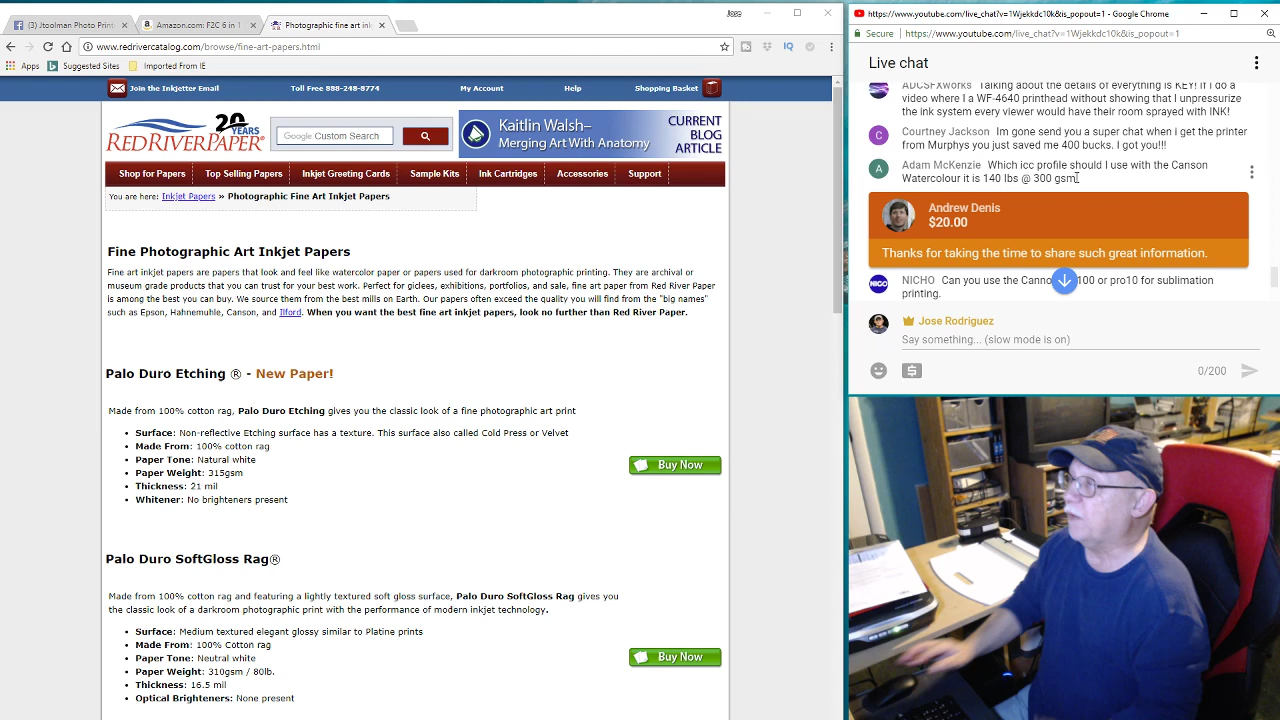 (3) Jtoolman Photo Print
Amazon.com: F2C 6 in 1
Photographic fine art ink
Jose
www.redrivercatalog.com/browse/fine-art-papers.html
Apps
Suggested Sites
Imported From IE
Join the Inkjetter Email
Toll Free 888-248-8774
My Account
Help
Shopping Basket
20 YEARS
RED RIVER PAPER
Google Custom Search
Kaitlin Walsh–
Merging Art With Anatomy
CURRENT
BLOG
ARTICLE
Shop for Papers
Top Selling Papers
Inkjet Greeting Cards
Sample Kits
Ink Cartridges
Accessories
Support
You are here: Inkjet Papers » Photographic Fine Art Inkjet Papers
Fine Photographic Art Inkjet Papers
Fine art inkjet papers are papers that look and feel like watercolor paper or papers used for darkroom photographic printing. They are archival or
museum grade products that you can trust for your best work. Perfect for giclees, exhibitions, portfolios, and sale, fine art paper from Red River Paper
is among the best you can buy. We source them from the best mills on Earth. Our papers often exceed the quality you will find from the "big names"
such as Epson, Hahnemuhle, Canson, and Ilford. When you want the best fine art inkjet papers, look no further than Red River Paper.
Palo Duro Etching ® - New Paper!
Made from 100% cotton rag, Palo Duro Etching gives you the classic look of a fine photographic art print
• Surface: Non-reflective Etching surface has a texture. This surface also called Cold Press or Velvet
• Made From: 100% cotton rag
• Paper Tone: Natural white
• Paper Weight: 315gsm
• Thickness: 21 mil
• Whitener: No brighteners present
Buy Now
Palo Duro SoftGloss Rag®
Made from 100% cotton rag and featuring a lightly textured soft gloss surface, Palo Duro SoftGloss Rag gives you
the classic look of a darkroom photographic print with the performance of modern inkjet technology.
• Surface: Medium textured elegant glossy similar to Platine prints
• Made From: 100% Cotton rag
• Paper Tone: Neutral white
• Paper Weight: 310gsm / 80lb.
• Thickness: 16.5 mil
• Optical Brighteners: None present
Buy Now
https://www.youtube.com/live_chat?v=1Wjekkdc10k&is_popout=1 - Google Chrome
Secure
https://www.youtube.com/live_chat?v=1Wjekkdc10k&is_popout=1
Live chat
ADCSFXworks Talking about the details of everything is KEY! If I do a
video where I a WF-4640 printhead without showing that I unpressurize
the ink system every viewer would have their room sprayed with INK!
C
Courtney Jackson Im gone send you a super chat when i get the printer
from Murphys you just saved me 400 bucks. I got you!!!
A
Adam McKenzie Which icc profile should I use with the Canson
Watercolour it is 140 lbs @ 300 gsm
Andrew Denis
$20.00
Thanks for taking the time to share such great information.
NICO
NICHO Can you use the Canno 100 or pro10 for sublimation
printing.
Jose Rodriguez
Say something... (slow mode is on)
0/200